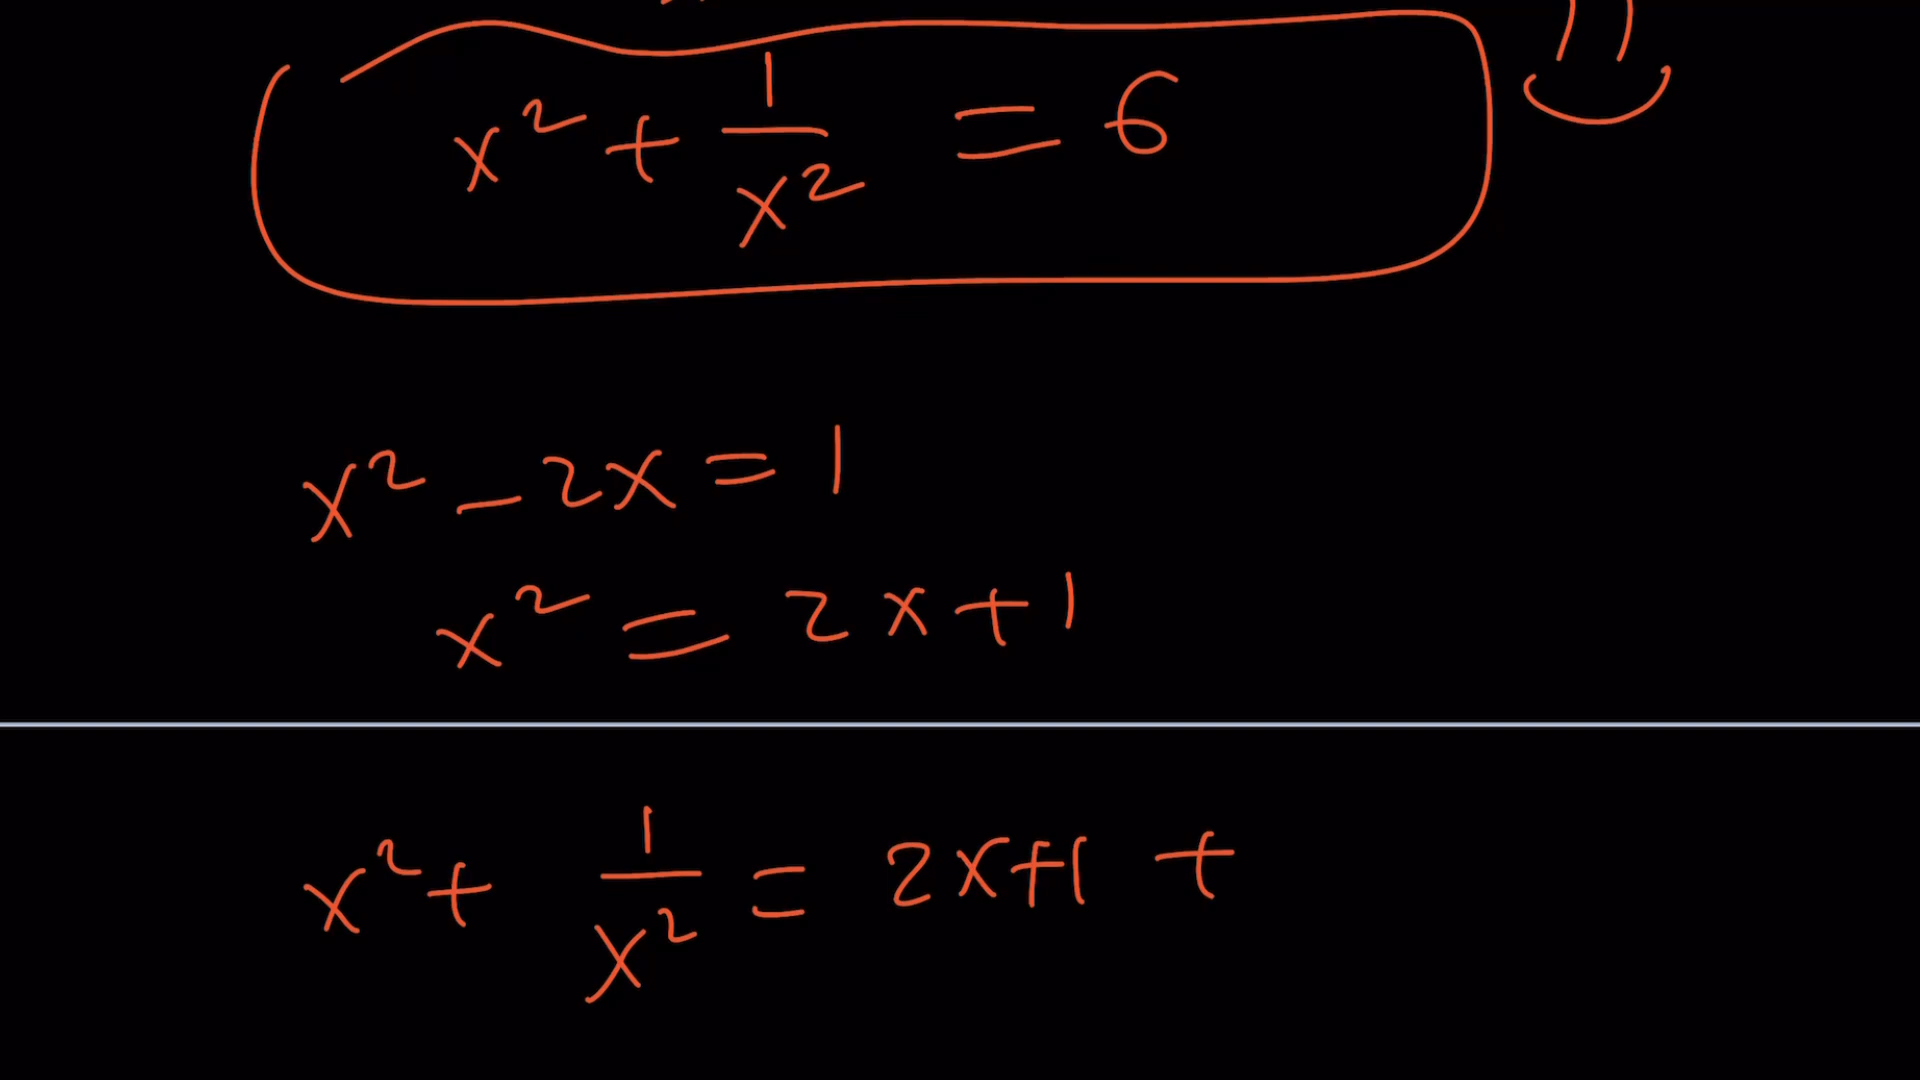 x² + 1/x² = 6
x² - 2x = 1
x² = 2x + 1
x² + 1/x² = 2x+1 +